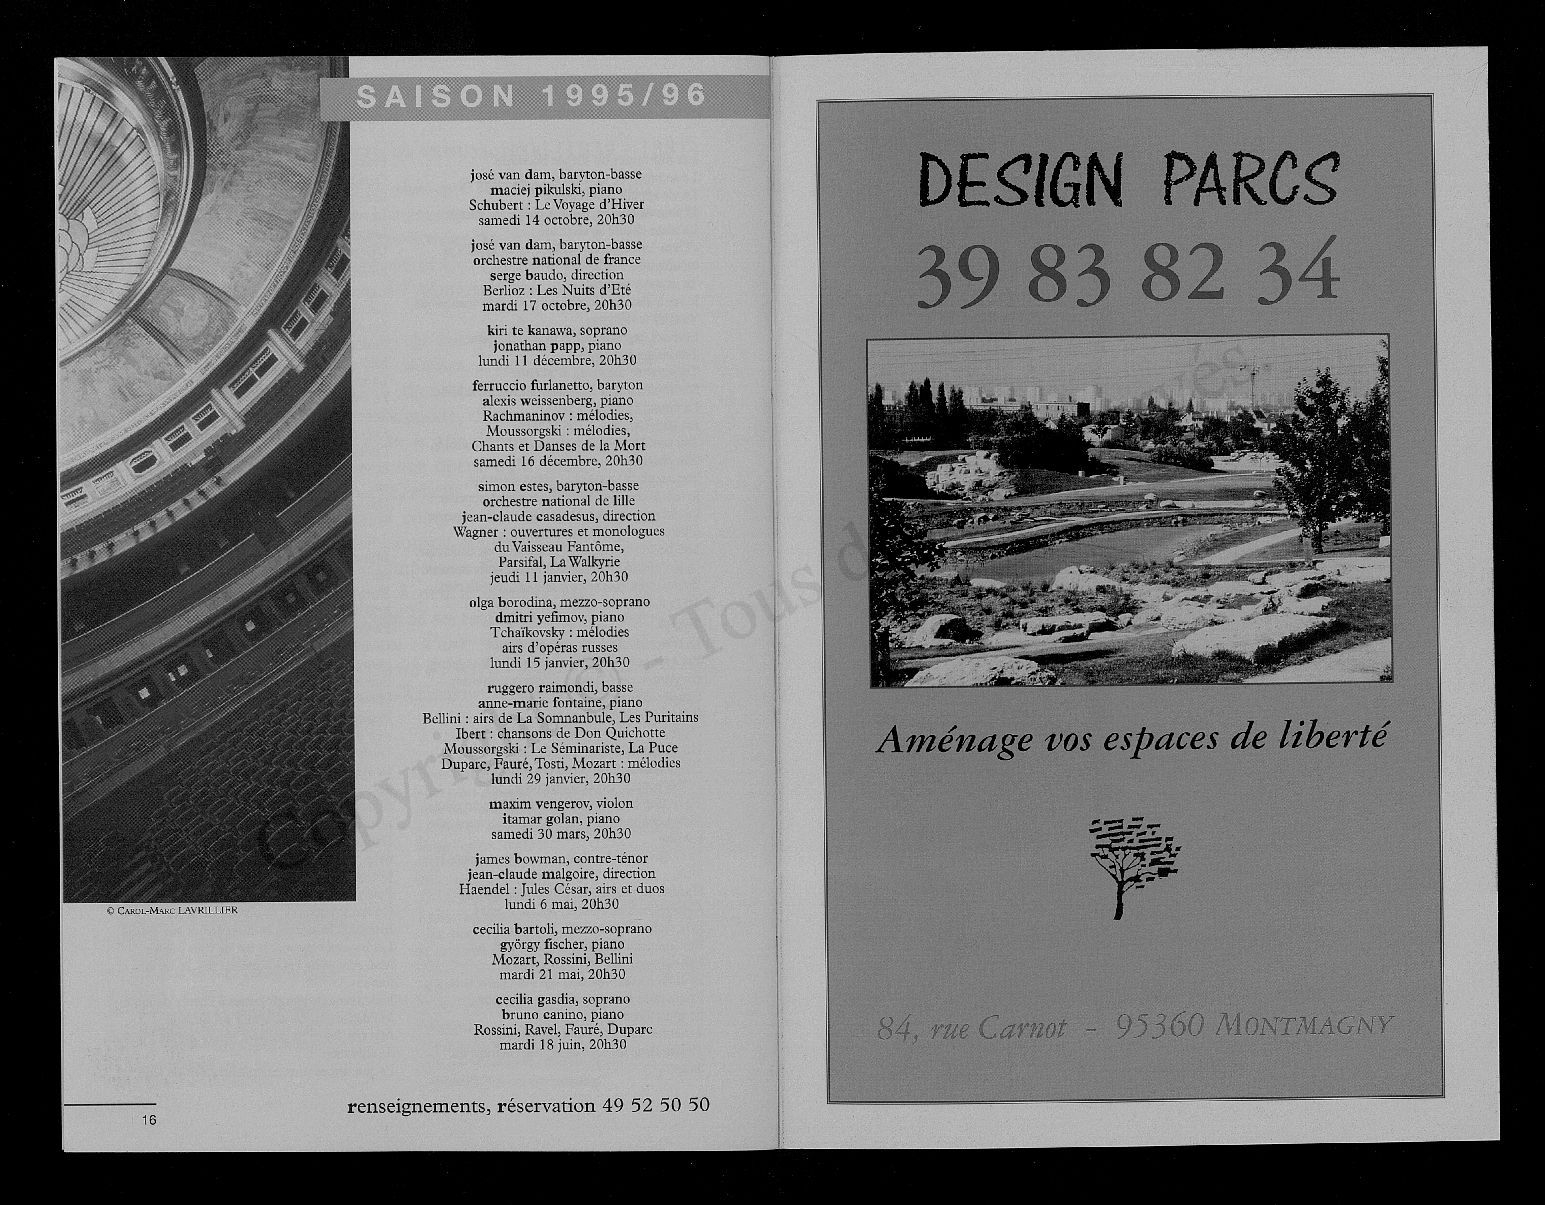 SAISON 1995/96
josé van dam, baryton-basse
maciej pikulski, piano
Schubert : Le Voyage d'Hiver
samedi 14 octobre, 20h30
josé van dam, baryton-basse
orchestre national de france
serge baudo, direction
Berlioz : Les Nuits d'Eté
mardi 17 octobre, 20h30
kiri te kanawa, soprano
jonathan papp, piano
lundi 11 décembre, 20h30
ferruccio furlanetto, baryton
alexis weissenberg, piano
Rachmaninov : mélodies,
Moussorgski : mélodies,
Chants et Danses de la Mort
samedi 16 décembre, 20h30
simon estes, baryton-basse
orchestre national de lille
jean-claude casadesus, direction
Wagner : ouvertures et monologues
du Vaisseau Fantôme,
Parsifal, La Walkyrie
jeudi 11 janvier, 20h30
olga borodina, mezzo-soprano
dmitri yefimov, piano
Tchaïkovsky : mélodies
airs d'opéras russes
lundi 15 janvier, 20h30
ruggero raimondi, basse
anne-marie fontaine, piano
Bellini : airs de La Somnanbule, Les Puritains
Ibert : chansons de Don Quichotte
Moussorgski : Le Séminariste, La Puce
Duparc, Fauré, Tosti, Mozart : mélodies
lundi 29 janvier, 20h30
maxim vengerov, violon
itamar golan, piano
samedi 30 mars, 20h30
james bowman, contre-ténor
jean-claude malgoire, direction
Haendel : Jules César, airs et duos
lundi 6 mai, 20h30
cecilia bartoli, mezzo-soprano
györgy fischer, piano
Mozart, Rossini, Bellini
mardi 21 mai, 20h30
cecilia gasdia, soprano
bruno canino, piano
Rossini, Ravel, Fauré, Duparc
mardi 18 juin, 20h30
renseignements, réservation 49 52 50 50
© CAROL-MARC LAVRILLIER
16
DESIGN PARCS
39 83 82 34
Aménage vos espaces de liberté
84, rue Carnot - 95360 MONTMAGNY